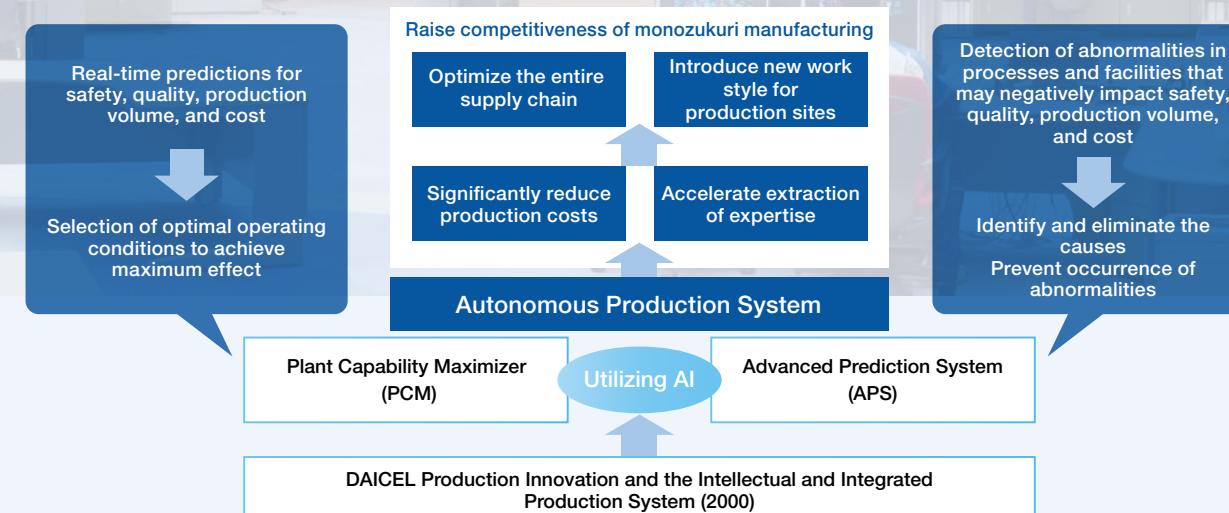 Raise competitiveness of monozukuri manufacturing
Real-time predictions for
safety, quality, production
volume, and cost
Selection of optimal operating
conditions to achieve
maximum effect
Optimize the entire
supply chain
Introduce new work
style for
production sites
Significantly reduce
production costs
Accelerate extraction
of expertise
Detection of abnormalities in
processes and facilities that
may negatively impact safety,
quality, production volume,
and cost
Identify and eliminate the
causes
Prevent occurrence of
abnormalities
Autonomous Production System
Plant Capability Maximizer
(PCM)
Utilizing AI
Advanced Prediction System
(APS)
DAICEL Production Innovation and the Intellectual and Integrated
Production System (2000)